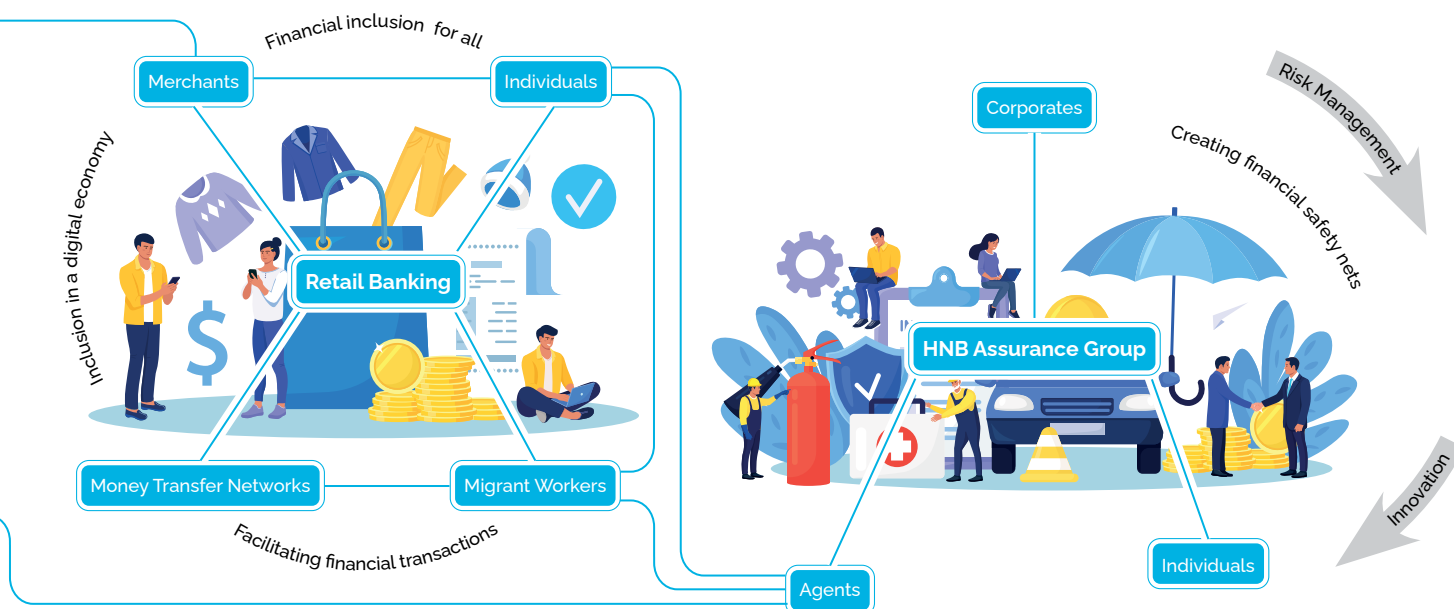 Financial inclusion for all
Merchants
Individuals
Inclusion in a digital economy
Retail Banking
Money Transfer Networks
Migrant Workers
Facilitating financial transactions
Corporates
Risk Management
Creating financial safety nets
IN
HNB Assurance Group
Innovation
Individuals
Agents